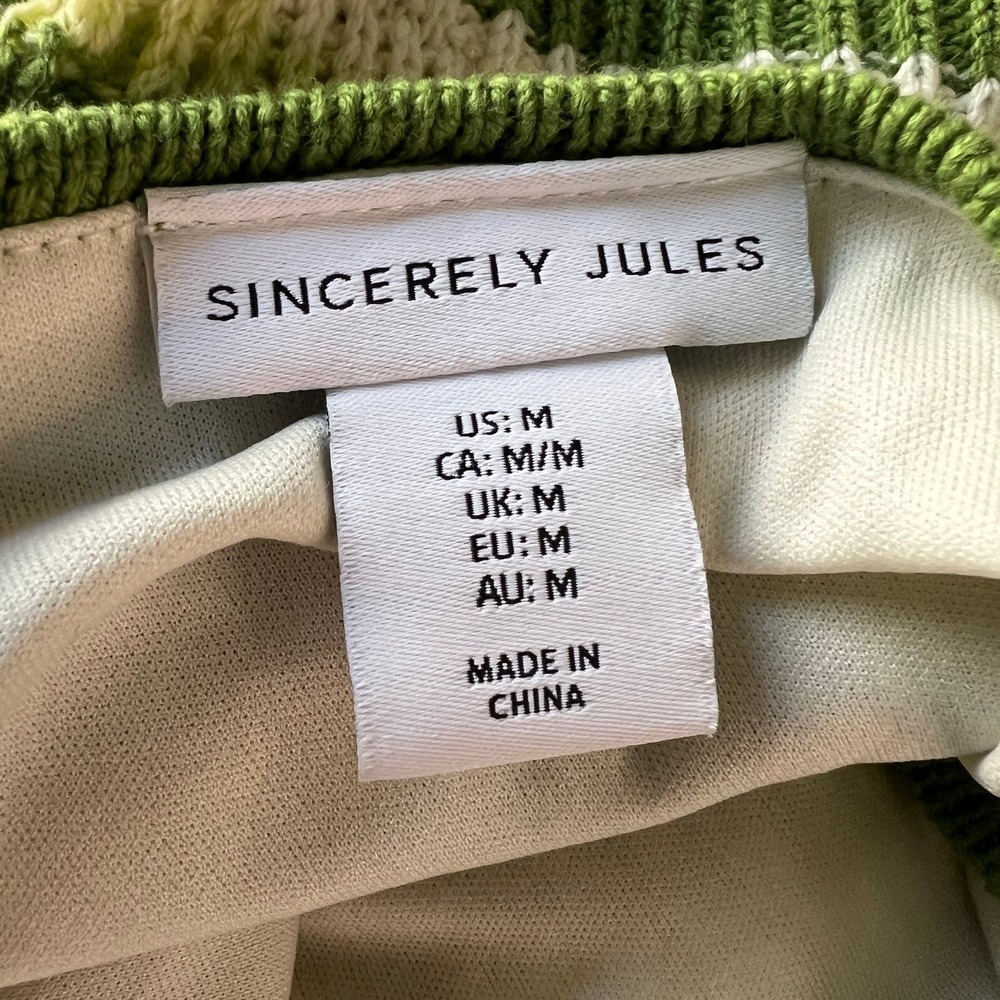 SINCERELY JULES
US: M
CA: M/M
UK: M
EU: M
AU: M
MADE IN
CHINA